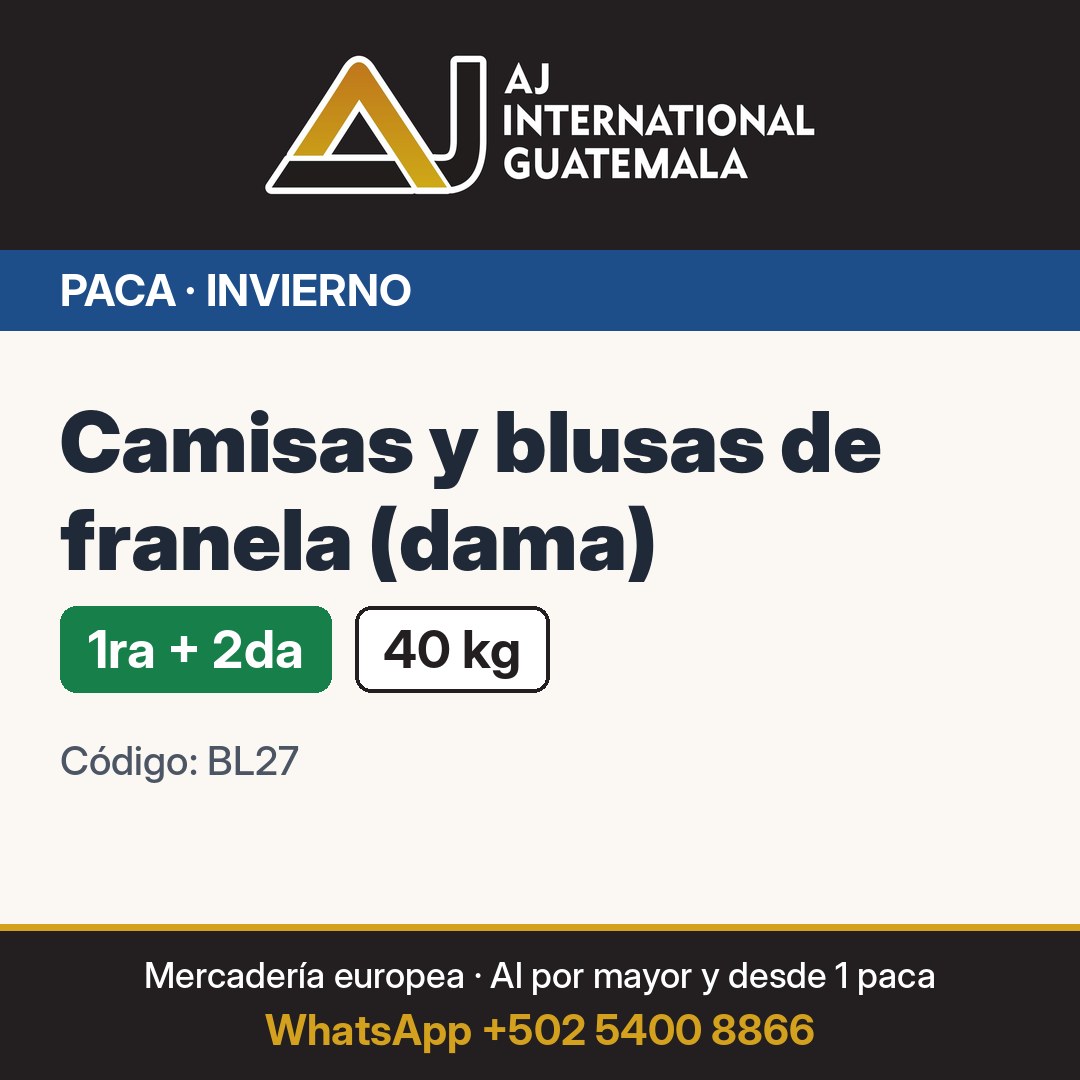 AJ
AJ
INTERNATIONAL
GUATEMALA
PACA · INVIERNO
Camisas y blusas de
franela (dama)
1ra + 2da
40 kg
Código: BL27
Mercadería europea · Al por mayor y desde 1 paca
WhatsApp +502 5400 8866